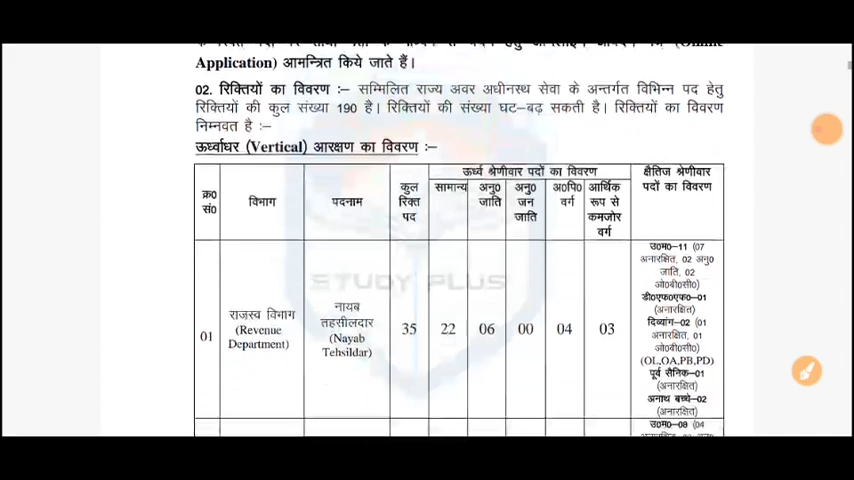 Application) आमन्त्रित किये जाते हैं।
02. रिक्तियों का विवरण :– सम्मिलित राज्य अवर अधीनस्थ सेवा के अन्तर्गत विभिन्न पद हेतु
रिक्तियों की कुल संख्या 190 है। रिक्तियों की संख्या घट–बढ़ सकती है। रिक्तियों का विवरण
निम्नवत है :–
ऊर्ध्वाधर (Vertical) आरक्षण का विवरण :–
क्र0 सं0
विभाग
पदनाम
कुल रिक्त पद
ऊर्ध्व श्रेणीवार पदों का विवरण
सामान्य
अनु0 जाति
अनु0 जन जाति
अ0पि0 वर्ग
आर्थिक रूप से कमजोर वर्ग
क्षैतिज श्रेणीवार पदों का विवरण
01
राजस्व विभाग
(Revenue
Department)
नायब
तहसीलदार
(Nayab
Tehsildar)
35
22
06
00
04
03
उ0म0–11 (07
अनारक्षित, 02 अनु0
जाति, 02
ओ0बी0सी0)
डी0एफ0एफ0–01
(अनारक्षित)
दिव्यांग–02 (01
अनारक्षित, 01
ओ0बी0सी0)
(OL,OA,PB,PD)
पूर्व सैनिक–01
(अनारक्षित)
अनाथ बच्चे–02
(अनारक्षित)
उ0म0–08 (04
STUDY PLUS